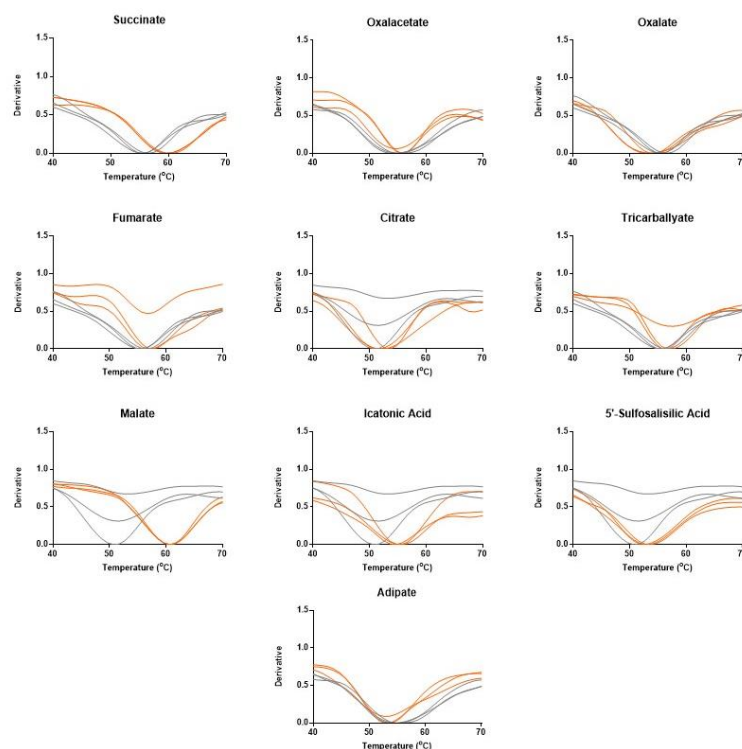 Succinate
1.5
1.0
0.5
0.0
Derivative
40 50 60 70
Temperature (°C)
Oxalacetate
1.5
1.0
0.5
0.0
Derivative
40 50 60 70
Temperature (°C)
Oxalate
1.5
1.0
0.5
0.0
Derivative
40 50 60 70
Temperature (°C)
Fumarate
1.5
1.0
0.5
0.0
Derivative
40 50 60 70
Temperature (°C)
Citrate
1.5
1.0
0.5
0.0
Derivative
40 50 60 70
Temperature (°C)
Tricarballyate
1.5
1.0
0.5
0.0
Derivative
40 50 60 70
Temperature (°C)
Malate
1.5
1.0
0.5
0.0
Derivative
40 50 60 70
Temperature (°C)
Icatonic Acid
1.5
1.0
0.5
0.0
Derivative
40 50 60 70
Temperature (°C)
5'-Sulfosalisilic Acid
1.5
1.0
0.5
0.0
Derivative
40 50 60 70
Temperature (°C)
Adipate
1.5
1.0
0.5
0.0
Derivative
40 50 60 70
Temperature (°C)